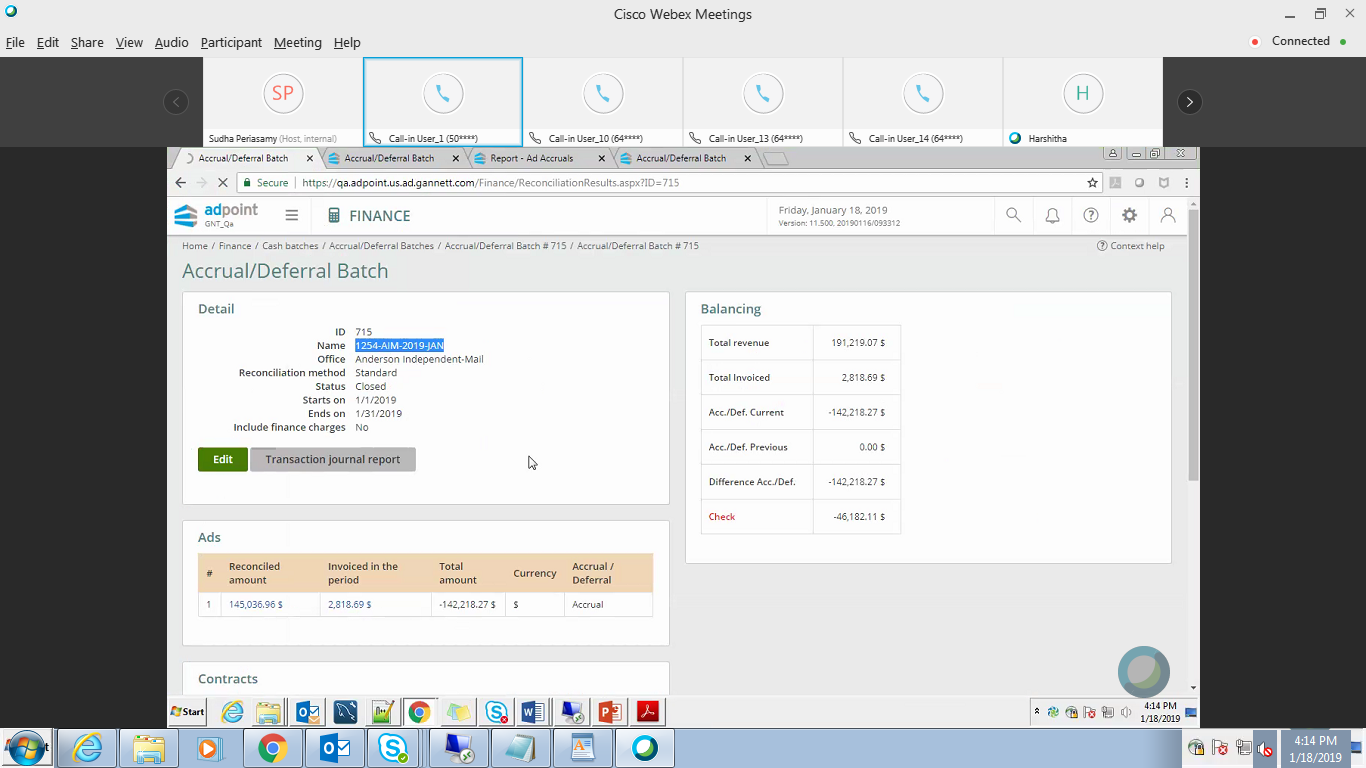 Cisco Webex Meetings
File Edit Share View Audio Participant Meeting Help
Connected
SP
H
Sudha Periasamy (Host, internal)
Call-in User_1 (50****)
Call-in User_10 (64****)
Call-in User_13 (64****)
Call-in User_14 (64****)
Harshitha
Accrual/Deferral Batch
Accrual/Deferral Batch
Report - Ad Accruals
Accrual/Deferral Batch
Secure https://qa.adpoint.us.ad.gannett.com/Finance/ReconciliationResults.aspx?ID=715
adpoint
GNT_Qa
FINANCE
Friday, January 18, 2019
Version: 11.500, 20190116/093312
Home / Finance / Cash batches / Accrual/Deferral Batches / Accrual/Deferral Batch # 715 / Accrual/Deferral Batch # 715
Context help
Accrual/Deferral Batch
Detail
ID 715
Name 1254-AIM-2019-JAN
Office Anderson Independent-Mail
Reconciliation method Standard
Status Closed
Starts on 1/1/2019
Ends on 1/31/2019
Include finance charges No
Edit
Transaction journal report
Balancing
Total revenue 191,219.07 $
Total Invoiced 2,818.69 $
Acc./Def. Current -142,218.27 $
Acc./Def. Previous 0.00 $
Difference Acc./Def. -142,218.27 $
Check -46,182.11 $
Ads
# Reconciled amount Invoiced in the period Total amount Currency Accrual / Deferral
1 145,036.96 $ 2,818.69 $ -142,218.27 $ $ Accrual
Contracts
Start
4:14 PM
1/18/2019
4:14 PM
1/18/2019